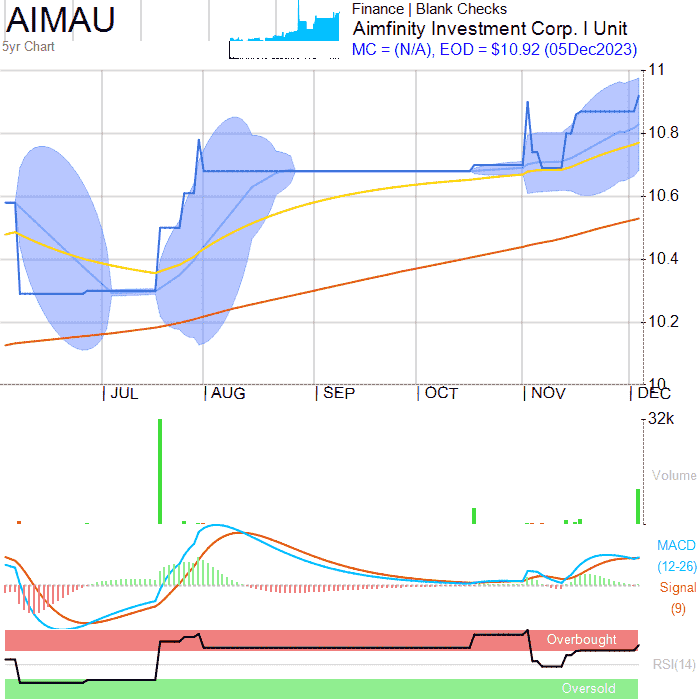 AIMAU
5yr Chart
Finance | Blank Checks
Aimfinity Investment Corp. I Unit
MC = (N/A), EOD = $10.92 (05Dec2023)
11
10.8
10.6
10.4
10.2
10
JUL AUG SEP OCT NOV DEC
32k
Volume
MACD
(12-26)
Signal
(9)
Overbought
RSI(14)
Oversold